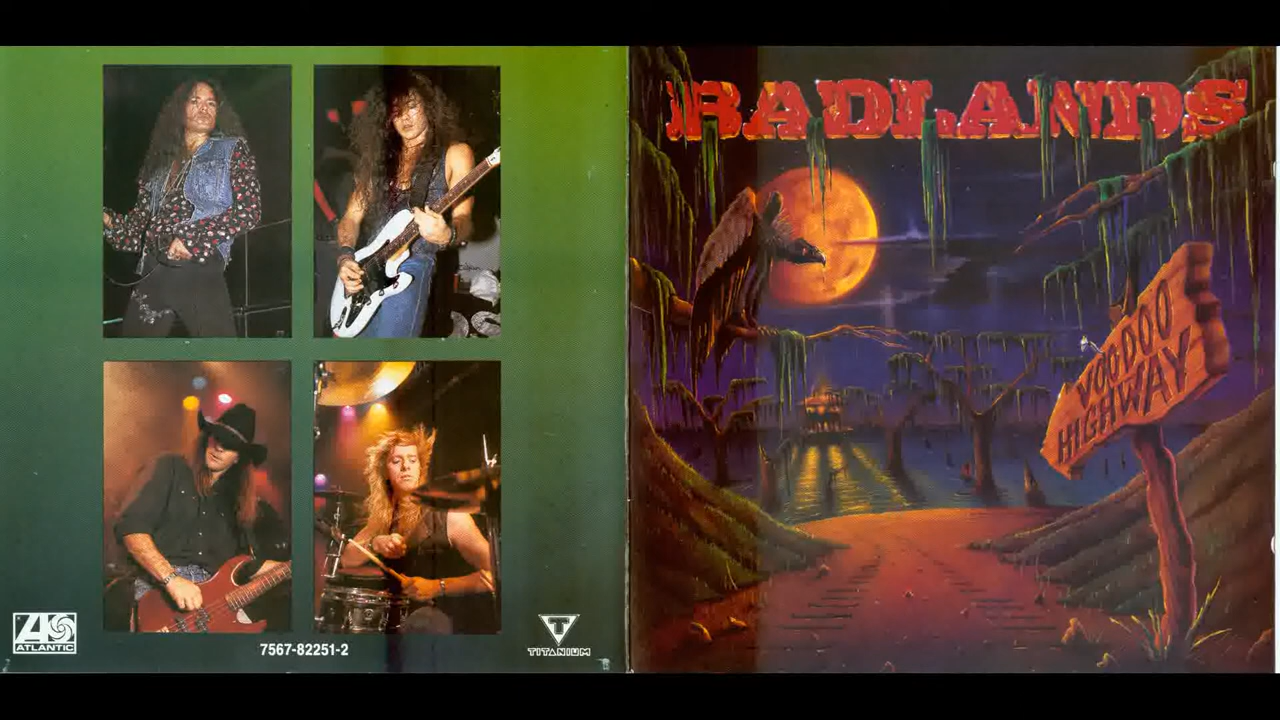 ATLANTIC
7567-82251-2
TITANIUM
BADLANDS
VOODOO
HIGHWAY